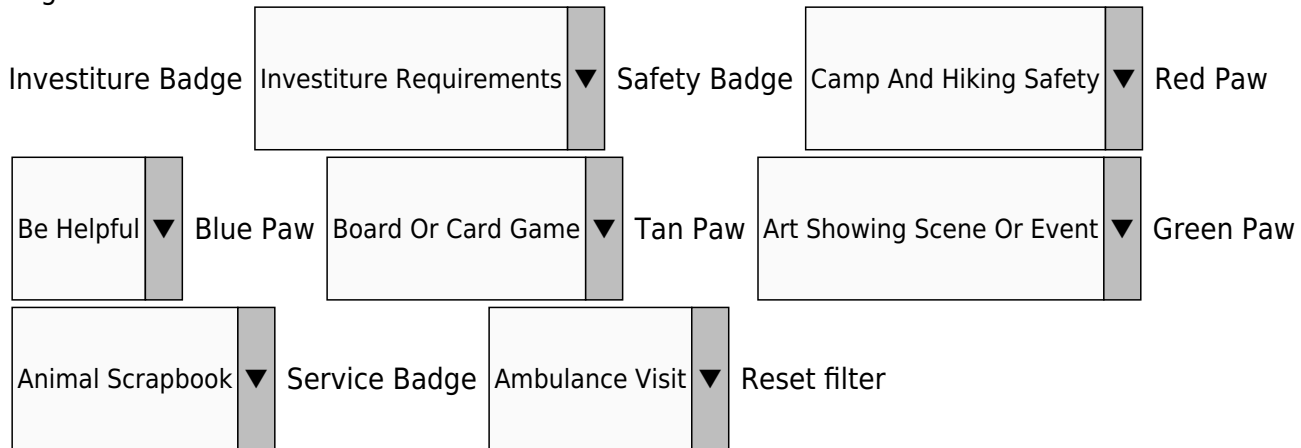 Investiture Badge Investiture Requirements ▼ Safety Badge Camp And Hiking Safety ▼ Red Paw
Be Helpful ▼ Blue Paw Board Or Card Game ▼ Tan Paw Art Showing Scene Or Event ▼ Green Paw
Animal Scrapbook ▼ Service Badge Ambulance Visit ▼ Reset filter